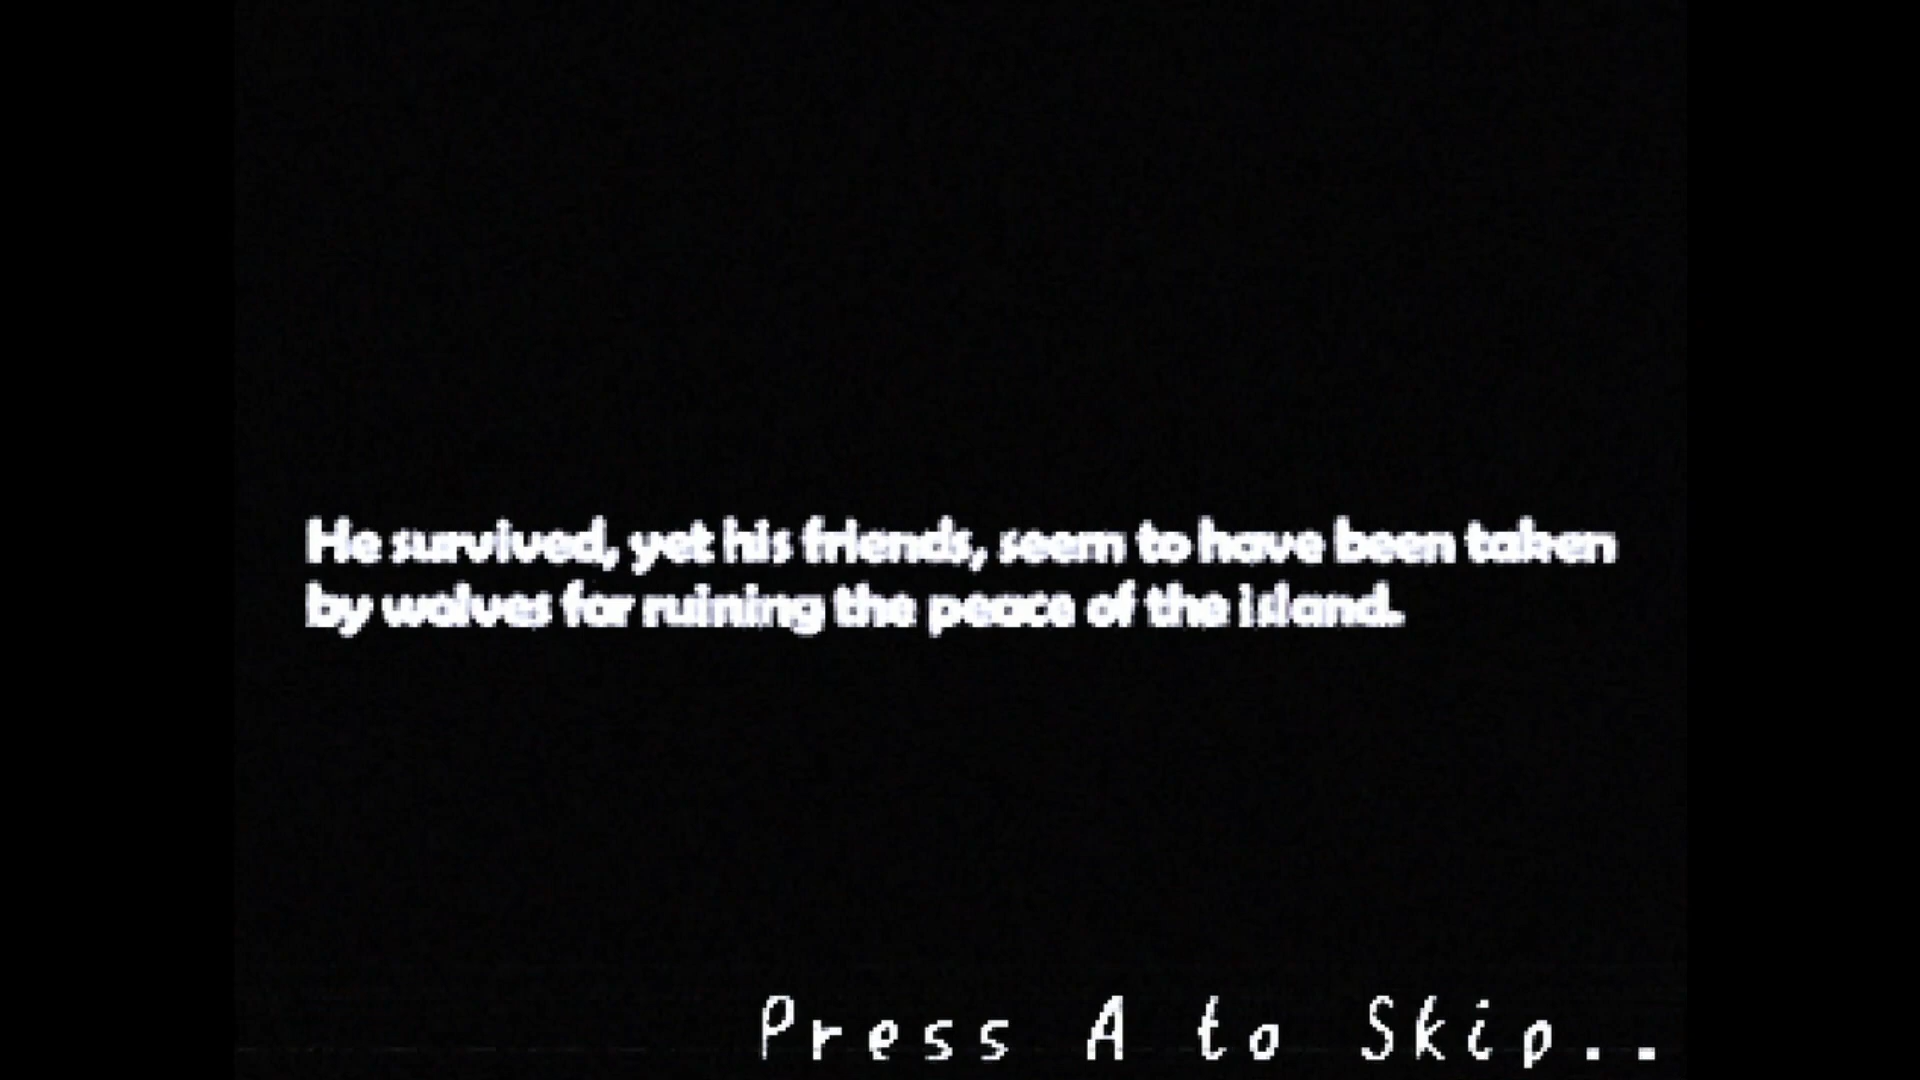 He survived, yet his friends, seem to have been taken
by wolves for ruining the peace of the island.
Press A to Skip..